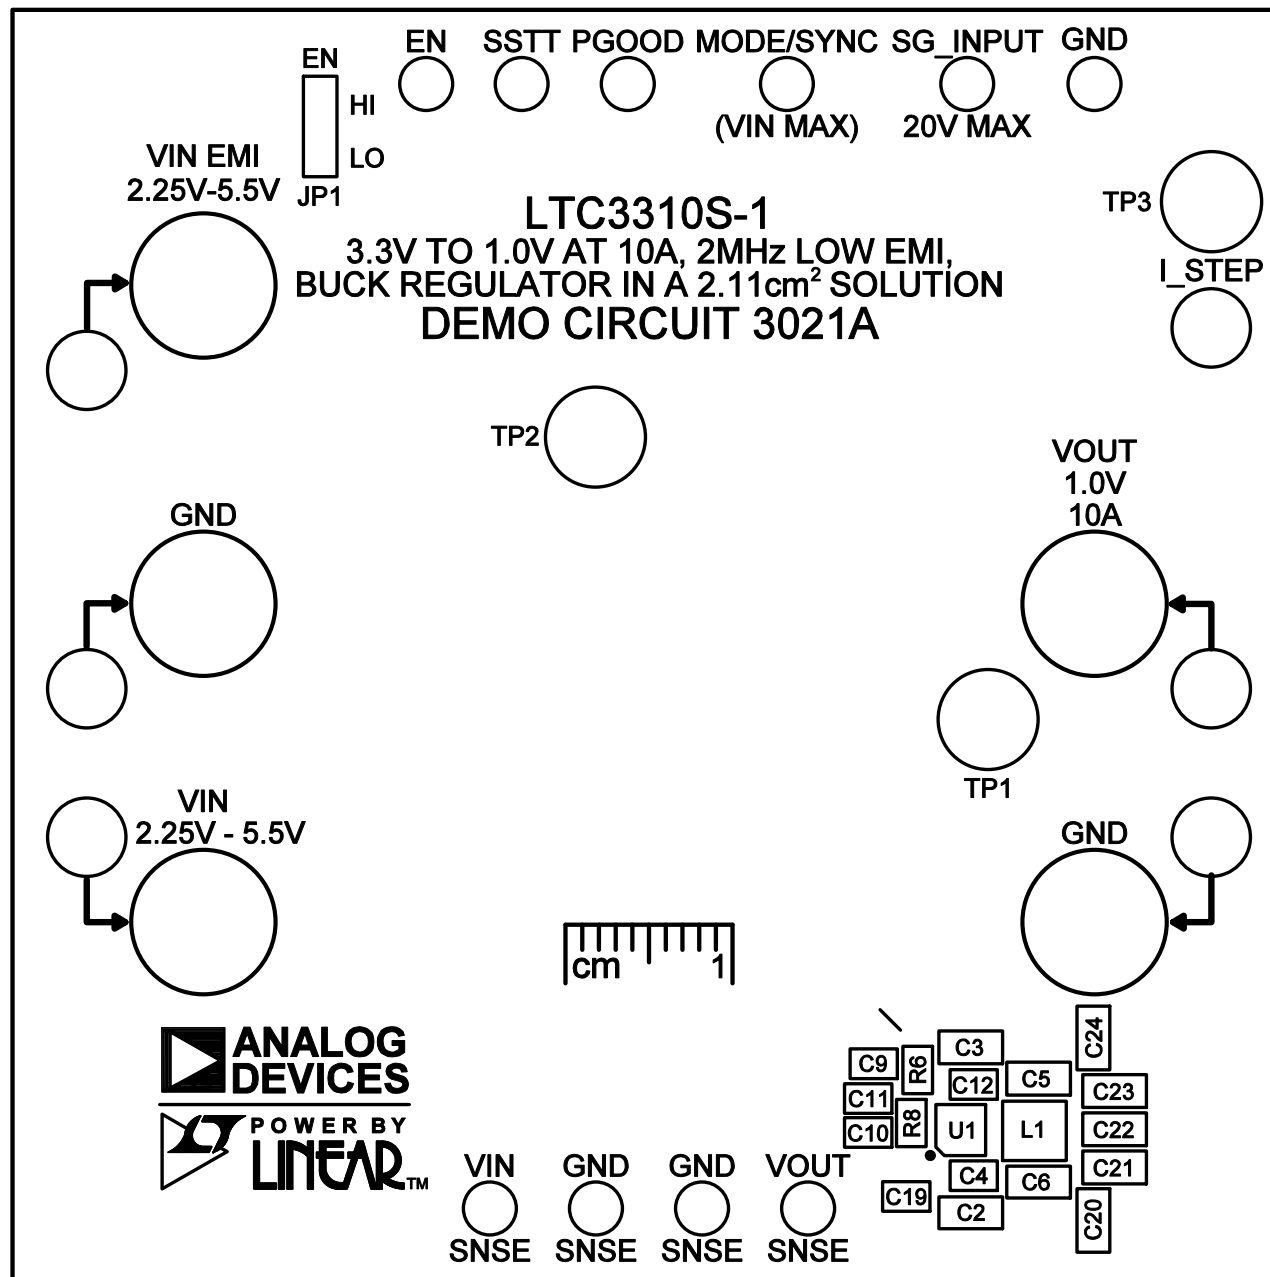 EN SSTT PGOOD MODE/SYNC SG_INPUT GND
EN
HI
LO
JP1
(VIN MAX) 20V MAX
VIN EMI
2.25V-5.5V
TP3
I_STEP
LTC3310S-1
3.3V TO 1.0V AT 10A, 2MHz LOW EMI,
BUCK REGULATOR IN A 2.11cm² SOLUTION
DEMO CIRCUIT 3021A
TP2
VOUT
1.0V
10A
GND
TP1
VIN
2.25V - 5.5V
GND
cm 1
ANALOG
DEVICES
POWER BY
LINEAR™
C24
C3
C9
R6
C12
C5
C23
C11
R8
U1
L1
C22
C10
C4
C6
C21
C19
C2
C20
VIN GND GND VOUT
SNSE SNSE SNSE SNSE